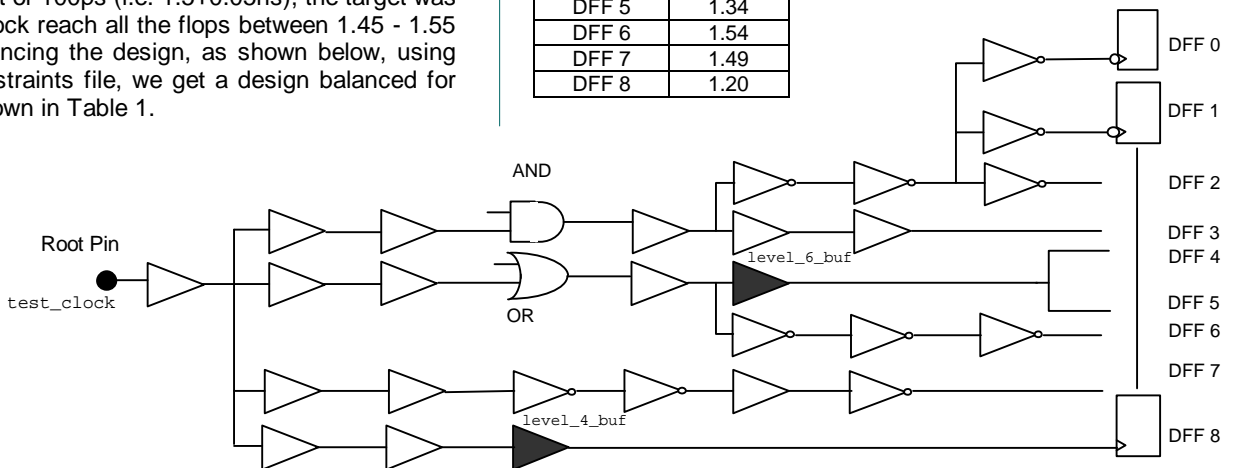 t of 100ps (i.e. 1.5±0.05ns), the target was
ock reach all the flops between 1.45 - 1.55
ncing the design, as shown below, using
straints file, we get a design balanced for
own in Table 1.
DFF 5 1.34
DFF 6 1.54
DFF 7 1.49
DFF 8 1.20
DFF 0
DFF 1
AND
DFF 2
DFF 3
Root Pin
level_6_buf
DFF 4
test_clock
OR
DFF 5
DFF 6
DFF 7
level_4_buf
DFF 8